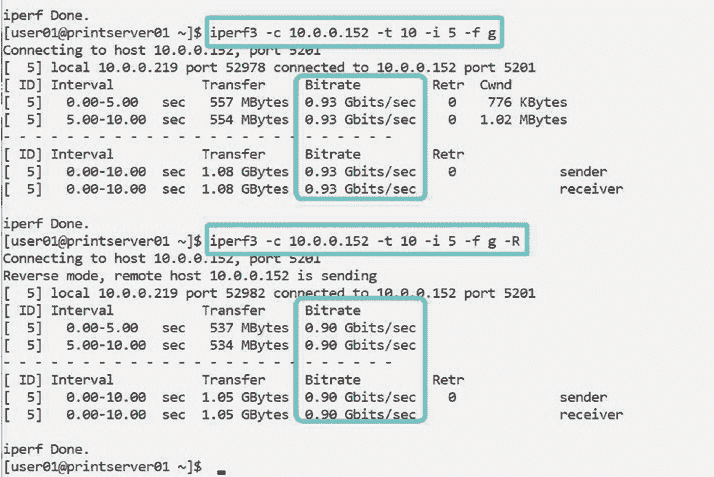 iperf Done.
[user01@printserver01 ~]$ iperf3 -c 10.0.0.152 -t 10 -i 5 -f g
Connecting to host 10.0.0.152, port 5201
[  5] local 10.0.0.219 port 52978 connected to 10.0.0.152 port 5201
[ ID] Interval           Transfer     Bitrate         Retr  Cwnd
[  5]   0.00-5.00   sec   557 MBytes  0.93 Gbits/sec    0    776 KBytes
[  5]   5.00-10.00  sec   554 MBytes  0.93 Gbits/sec    0   1.02 MBytes
- - - - - - - - - - - - - - - - - - - - - - - - -
[ ID] Interval           Transfer     Bitrate         Retr
[  5]   0.00-10.00  sec  1.08 GBytes  0.93 Gbits/sec    0             sender
[  5]   0.00-10.00  sec  1.08 GBytes  0.93 Gbits/sec                  receiver
iperf Done.
[user01@printserver01 ~]$ iperf3 -c 10.0.0.152 -t 10 -i 5 -f g -R
Connecting to host 10.0.0.152, port 5201
Reverse mode, remote host 10.0.0.152 is sending
[  5] local 10.0.0.219 port 52982 connected to 10.0.0.152 port 5201
[ ID] Interval           Transfer     Bitrate
[  5]   0.00-5.00   sec   537 MBytes  0.90 Gbits/sec
[  5]   5.00-10.00  sec   534 MBytes  0.90 Gbits/sec
- - - - - - - - - - - - - - - - - - - - - - - - -
[ ID] Interval           Transfer     Bitrate         Retr
[  5]   0.00-10.00  sec  1.05 GBytes  0.90 Gbits/sec    0             sender
[  5]   0.00-10.00  sec  1.05 GBytes  0.90 Gbits/sec                  receiver
iperf Done.
[user01@printserver01 ~]$ _